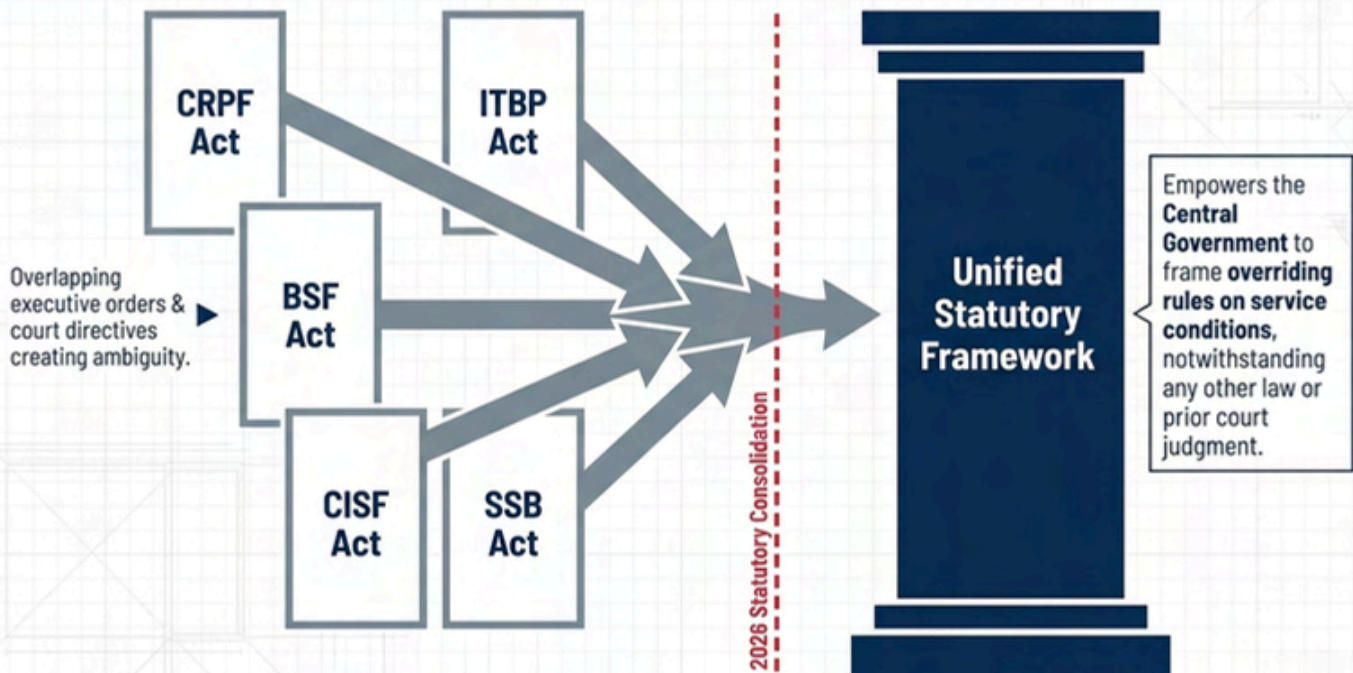 CRPF
Act
ITBP
Act
Overlapping
executive orders &
court directives
creating ambiguity.
BSF
Act
CISF
Act
SSB
Act
2026 Statutory Consolidation
Unified
Statutory
Framework
Empowers the
Central
Government to
frame overriding
rules on service
conditions,
notwithstanding
any other law or
prior court
judgment.